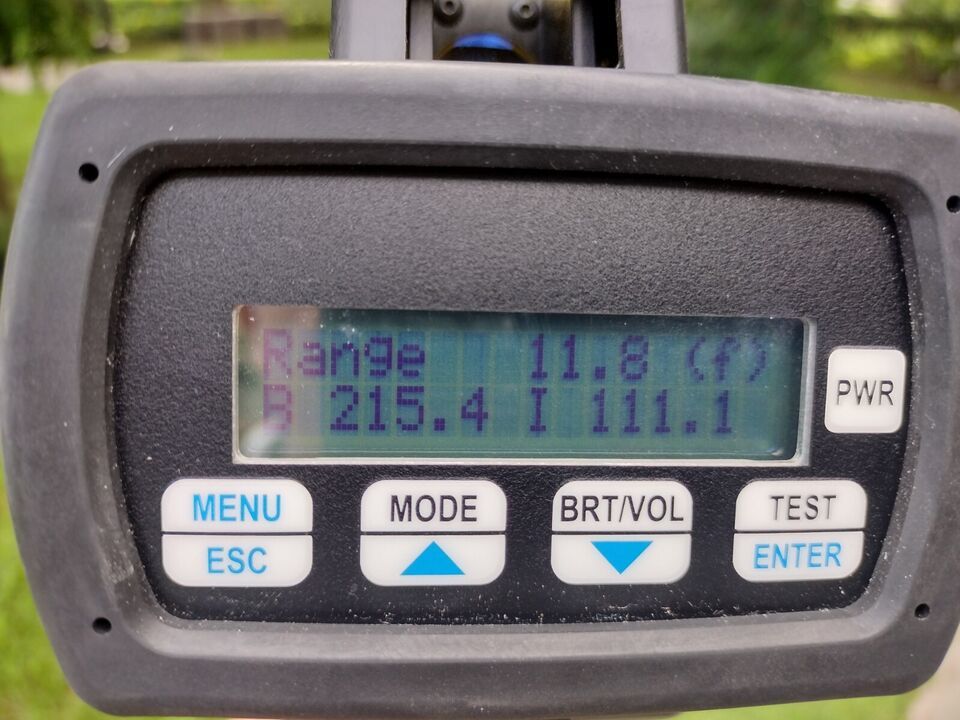 Range 11.8 (f)
B 215.4 I 111.1
PWR
MENU MODE BRT/VOL TEST
ESC ENTER